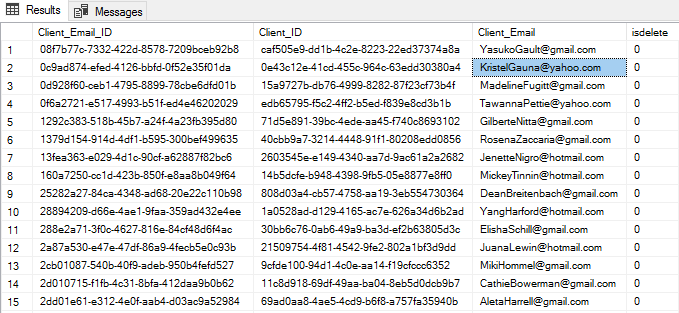 Results Messages
Client_Email_ID Client_ID Client_Email isdelete
1 08f7b77c-7332-422d-8578-7209bceb92b8 caf505e9-dd1b-4c2e-8223-22ed37374a8a YasukoGault@gmail.com 0
2 0c9ad874-efed-4126-bbfd-0f52e35f01da 0e43c12e-41cd-455c-964c-63edd30380a4 KristelGauna@yahoo.com 0
3 0d928f60-ceb1-4795-8899-78cbe6dfd01b 15a9727b-db76-4999-8282-87f23cf73b4f MadelineFugitt@gmail.com 0
4 0f6a2721-e517-4993-b51f-ed4e46202029 edb65795-f5c2-4ff2-b5ed-f839e8cd3b1b TawannaPettie@yahoo.com 0
5 1292c383-518b-45b7-a24f-4a23fb395d80 71d5e891-39bc-4ede-aa45-f740c8693102 GilberteNitta@gmail.com 0
6 1379d154-914d-4df1-b595-300bef499635 40cbb9a7-3214-4448-91f1-80208edd0856 RosenaZaccaria@gmail.com 0
7 13fea363-e029-4d1c-90cf-a62887f82bc6 2603545e-e149-4340-aa7d-9ac61a2a2682 JenetteNigro@hotmail.com 0
8 160a7250-cc1d-423b-850f-e8aa8b049f64 14b5dcfe-b948-4398-9fb5-05e8877e8ff0 MickeyTinnin@hotmail.com 0
9 25282a27-84ca-4348-ad68-20e22c110b98 808d03a4-cb57-4758-aa19-3eb554730364 DeanBreitenbach@gmail.com 0
10 28894209-d66e-4ae1-9faa-359ad432e4ee 1a0528ad-d129-4165-ac7e-626a34d6b2ad YangHarford@hotmail.com 0
11 288e2a71-3f0c-4627-816e-84cf48d6f4ac 30bb6c76-0ab6-49a9-ba3d-ef2b63805d3c ElishaSchill@gmail.com 0
12 2a87a530-e47e-47df-86a9-4fecb5e0c93b 21509754-4f81-4542-9fe2-802a1bf3d9dd JuanaLewin@hotmail.com 0
13 2cb01087-540b-40f9-adeb-950b4fefd527 9cfde100-94d1-4c0e-aa14-f19cfccc6352 MikiHommel@gmail.com 0
14 2d010715-f1fb-4c31-8bfa-412daa9b0b62 11c8d918-69df-49aa-ba04-8eb5d0dcb9b7 CathieBowerman@gmail.com 0
15 2dd01e61-e312-4e0f-aab4-d03ac9a52984 69ad0aa8-4ae5-4cd9-b6f8-a757fa35940b AletaHarrell@gmail.com 0